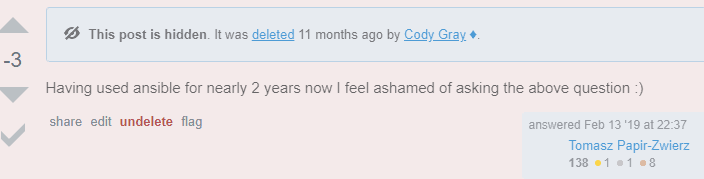 This post is hidden. It was deleted 11 months ago by Cody Gray ♦.
-3
Having used ansible for nearly 2 years now I feel ashamed of asking the above question :)
share edit undelete flag
answered Feb 13 '19 at 22:37
Tomasz Papir-Zwierz
138 ●1 ●1 ●8